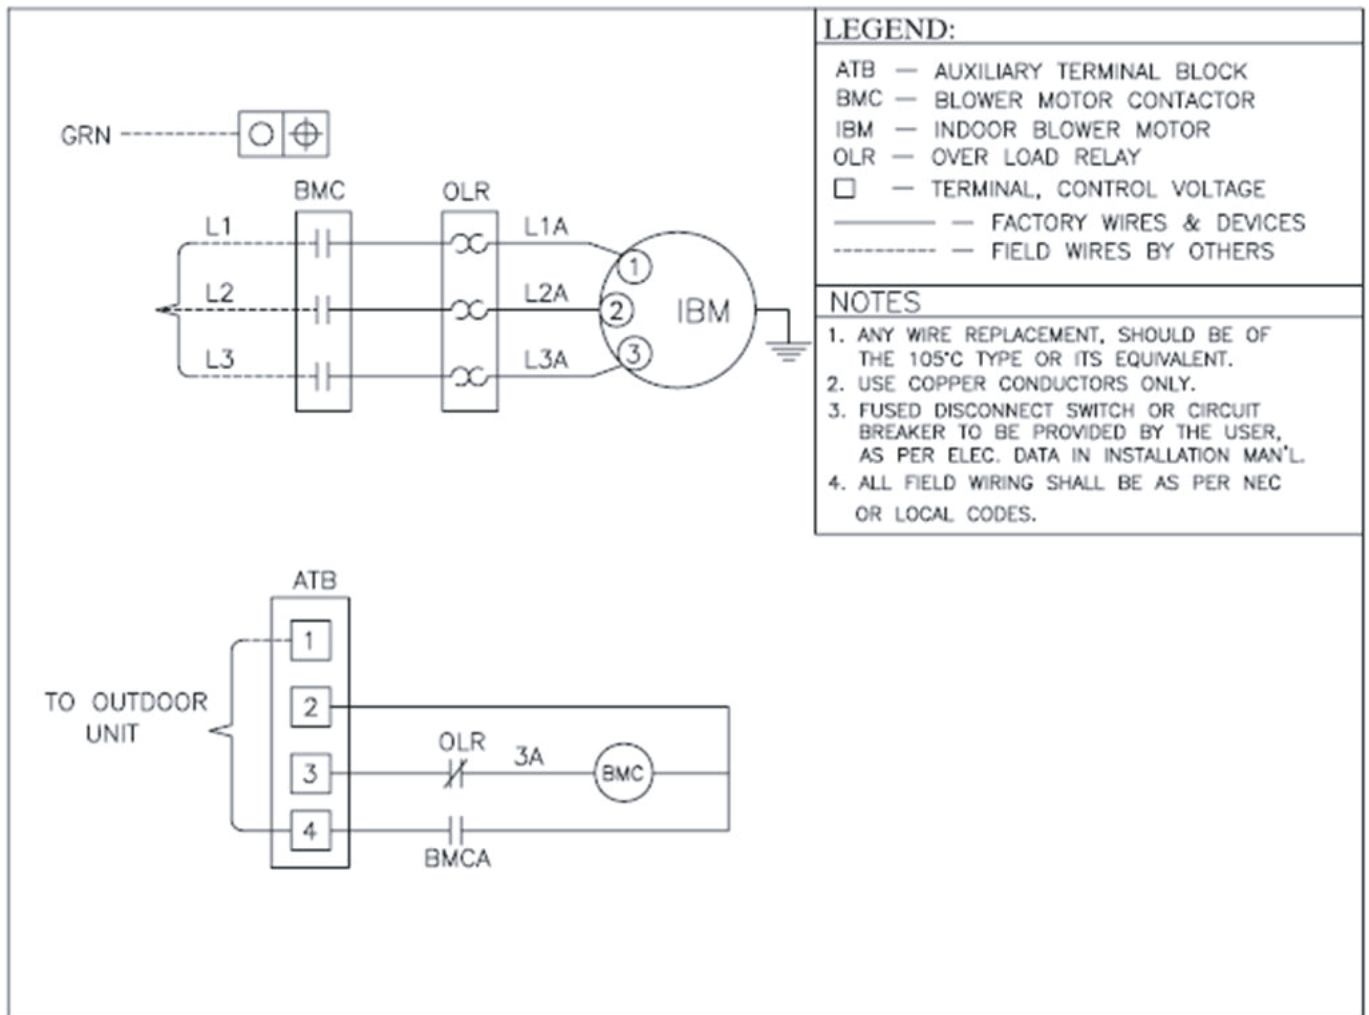 LEGEND:
ATB — AUXILIARY TERMINAL BLOCK
BMC — BLOWER MOTOR CONTACTOR
IBM — INDOOR BLOWER MOTOR
OLR — OVER LOAD RELAY
— TERMINAL, CONTROL VOLTAGE
— FACTORY WIRES & DEVICES
— FIELD WIRES BY OTHERS
NOTES
1. ANY WIRE REPLACEMENT, SHOULD BE OF
THE 105°C TYPE OR ITS EQUIVALENT.
2. USE COPPER CONDUCTORS ONLY.
3. FUSED DISCONNECT SWITCH OR CIRCUIT
BREAKER TO BE PROVIDED BY THE USER,
AS PER ELEC. DATA IN INSTALLATION MAN'L.
4. ALL FIELD WIRING SHALL BE AS PER NEC
OR LOCAL CODES.
GRN
BMC
OLR
L1
L1A
1
L2
L2A
2
IBM
L3
L3A
3
ATB
1
TO OUTDOOR
UNIT
2
OLR
3A
3
BMC
4
BMCA